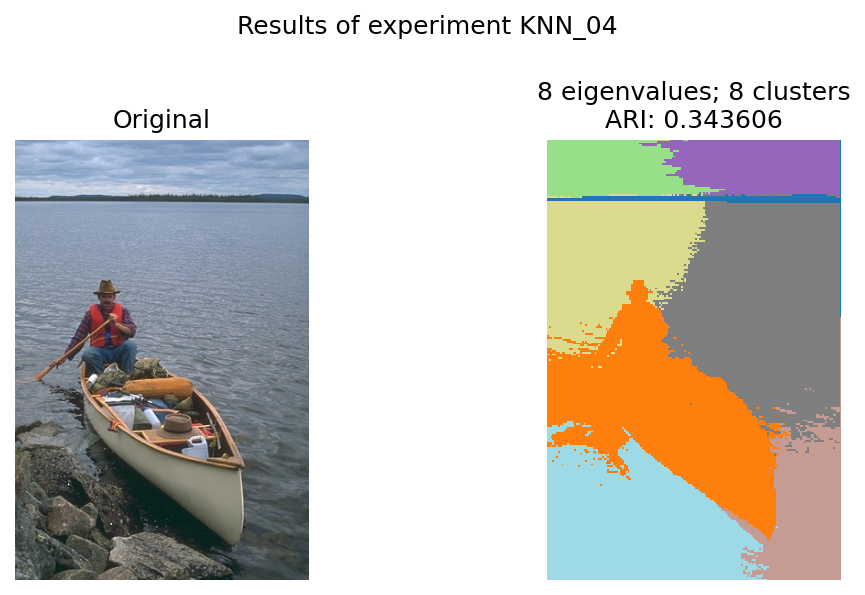 Results of experiment KNN_04
Original
8 eigenvalues; 8 clusters
ARI: 0.343606